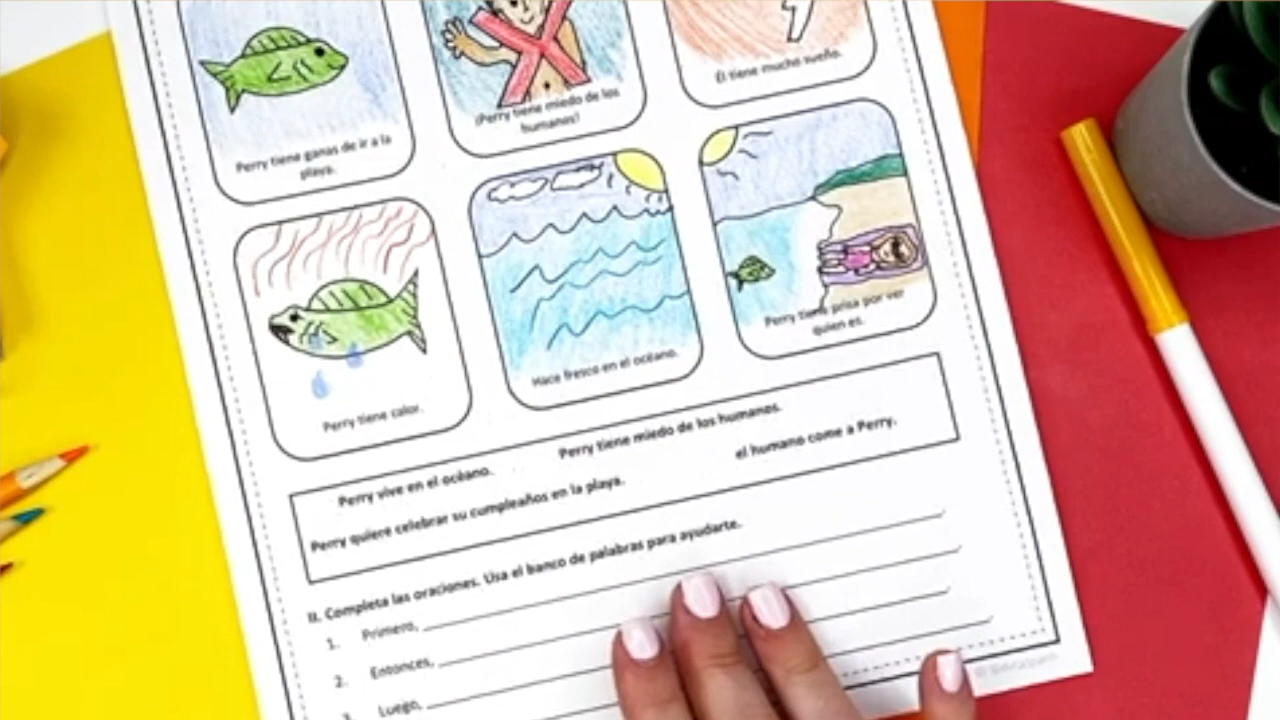 Perry tiene ganas de ir a la
playa.
¡Perry tiene miedo de los
humanos!
Él tiene mucho sueño.
Perry tiene calor.
Hace fresco en el océano.
Perry tiene prisa por ver
quien es.
Perry vive en el océano.
Perry tiene miedo de los humanos.
Perry quiere celebrar su cumpleaños en la playa.
el humano come a Perry.
II. Completa las oraciones. Usa el banco de palabras para ayudarte.
1. Primero,
2. Entonces,
3. Luego,